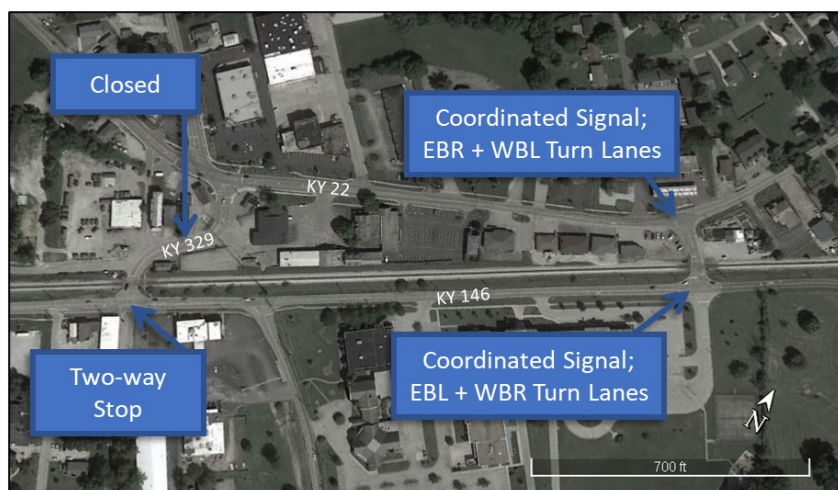 Closed
Coordinated Signal;
EBR + WBL Turn Lanes
KY 22
KY 329
KY 146
Two-way
Stop
Coordinated Signal;
EBL + WBR Turn Lanes
N
700 ft